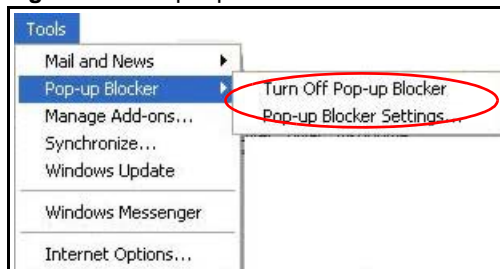 Tools
Mail and News
Pop-up Blocker
Turn Off Pop-up Blocker
Manage Add-ons...
Pop-up Blocker Settings...
Synchronize...
Windows Update
Windows Messenger
Internet Options...